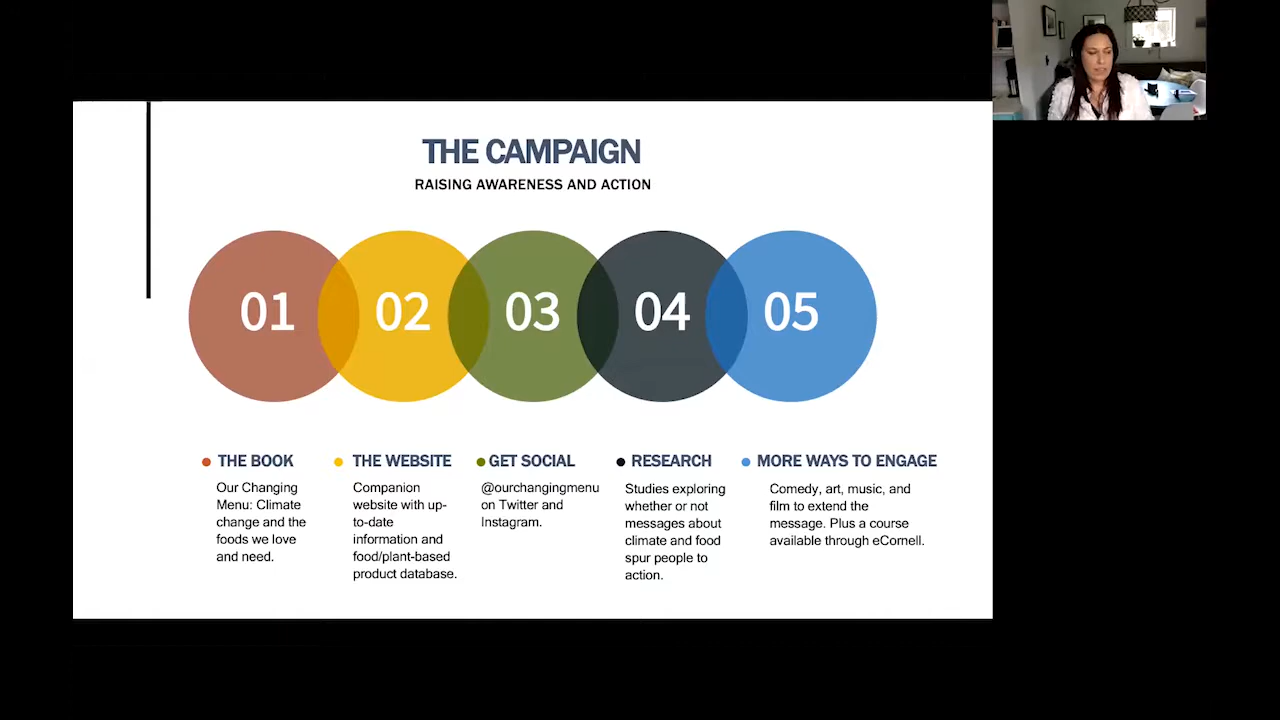 THE CAMPAIGN
RAISING AWARENESS AND ACTION
01
02
03
04
05
THE BOOK
Our Changing
Menu: Climate
change and the
foods we love
and need.
THE WEBSITE
Companion
website with up-
to-date
information and
food/plant-based
product database.
GET SOCIAL
@ourchangingmenu
on Twitter and
Instagram.
RESEARCH
Studies exploring
whether or not
messages about
climate and food
spur people to
action.
MORE WAYS TO ENGAGE
Comedy, art, music, and
film to extend the
message. Plus a course
available through eCornell.